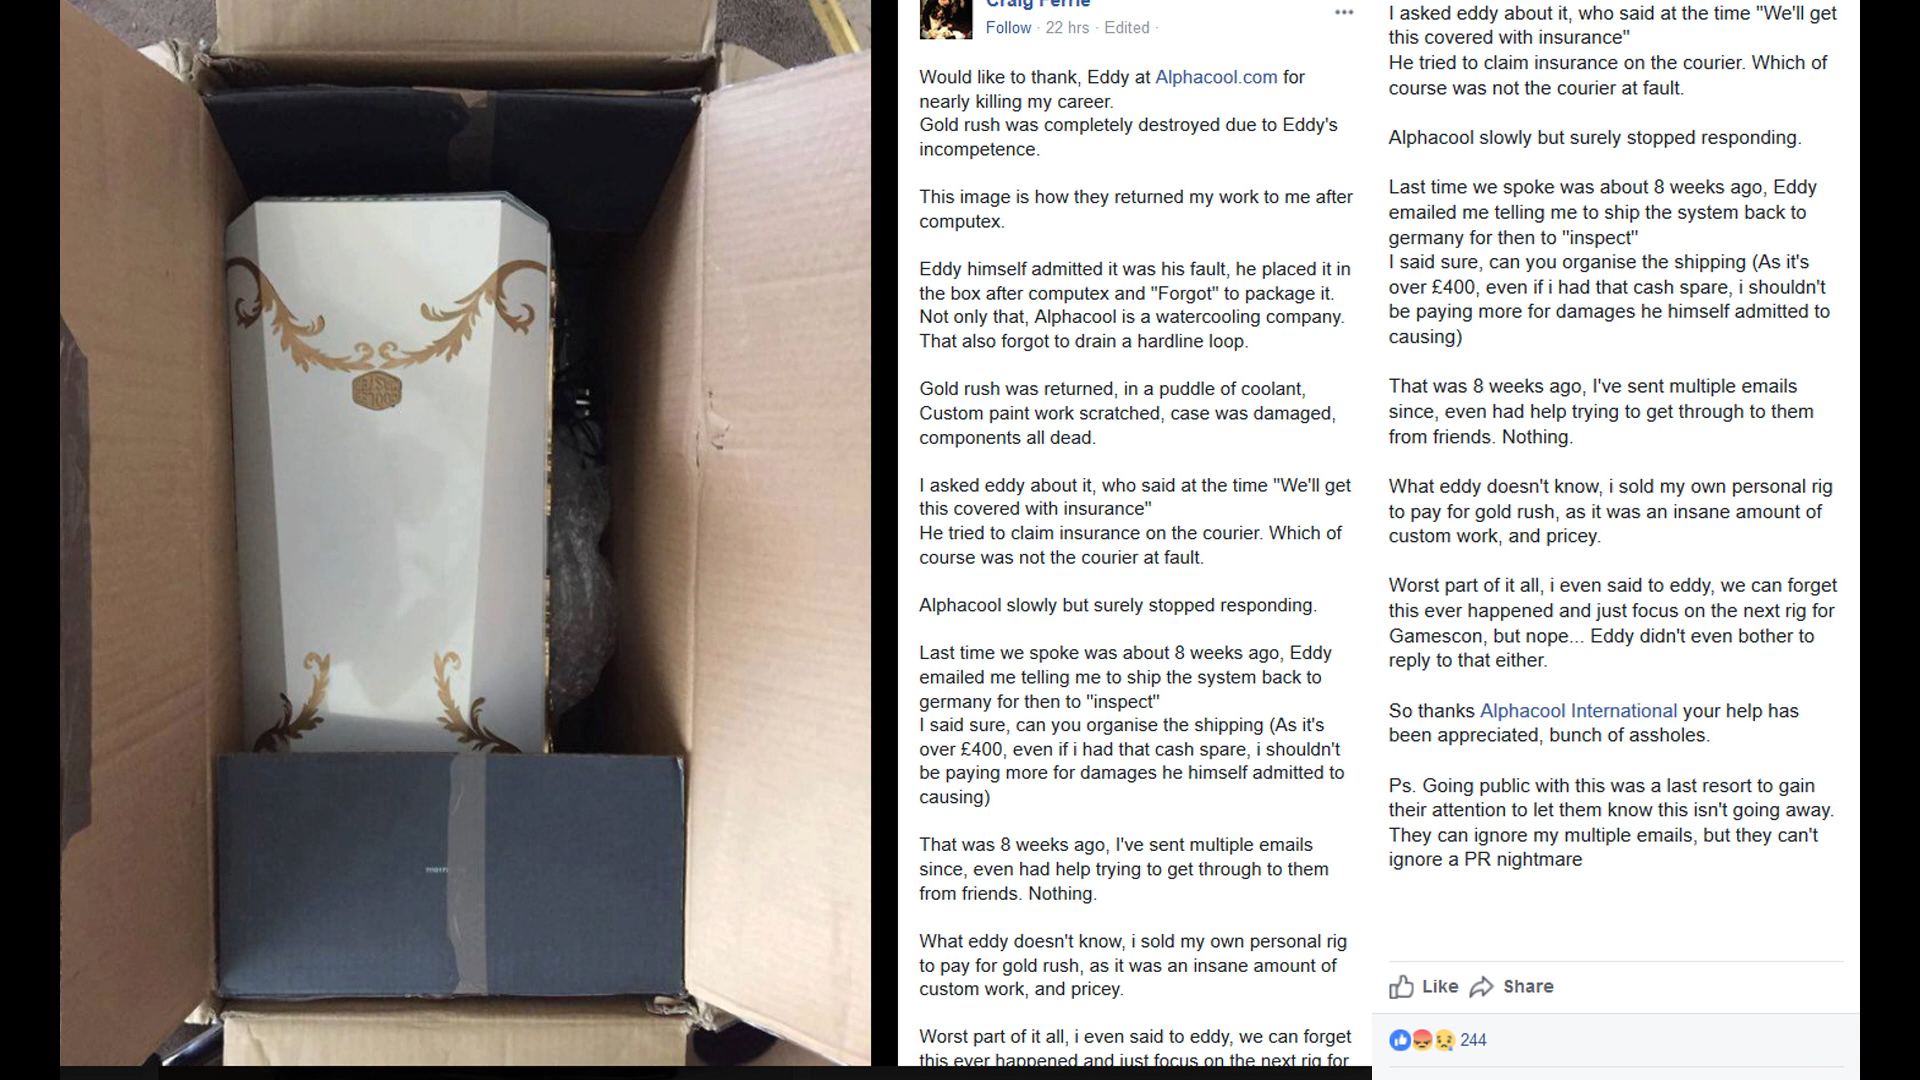 COOLER
MASTER
Craig Ferrie
Follow · 22 hrs · Edited ·
Would like to thank, Eddy at Alphacool.com for
nearly killing my career.
Gold rush was completely destroyed due to Eddy's
incompetence.
This image is how they returned my work to me after
computex.
Eddy himself admitted it was his fault, he placed it in
the box after computex and "Forgot" to package it.
Not only that, Alphacool is a watercooling company.
That also forgot to drain a hardline loop.
Gold rush was returned, in a puddle of coolant,
Custom paint work scratched, case was damaged,
components all dead.
I asked eddy about it, who said at the time "We'll get
this covered with insurance"
He tried to claim insurance on the courier. Which of
course was not the courier at fault.
Alphacool slowly but surely stopped responding.
Last time we spoke was about 8 weeks ago, Eddy
emailed me telling me to ship the system back to
germany for then to "inspect"
I said sure, can you organise the shipping (As it's
over £400, even if i had that cash spare, i shouldn't
be paying more for damages he himself admitted to
causing)
That was 8 weeks ago, I've sent multiple emails
since, even had help trying to get through to them
from friends. Nothing.
What eddy doesn't know, i sold my own personal rig
to pay for gold rush, as it was an insane amount of
custom work, and pricey.
Worst part of it all, i even said to eddy, we can forget
this ever happened and just focus on the next rig for
I asked eddy about it, who said at the time "We'll get
this covered with insurance"
He tried to claim insurance on the courier. Which of
course was not the courier at fault.
Alphacool slowly but surely stopped responding.
Last time we spoke was about 8 weeks ago, Eddy
emailed me telling me to ship the system back to
germany for then to "inspect"
I said sure, can you organise the shipping (As it's
over £400, even if i had that cash spare, i shouldn't
be paying more for damages he himself admitted to
causing)
That was 8 weeks ago, I've sent multiple emails
since, even had help trying to get through to them
from friends. Nothing.
What eddy doesn't know, i sold my own personal rig
to pay for gold rush, as it was an insane amount of
custom work, and pricey.
Worst part of it all, i even said to eddy, we can forget
this ever happened and just focus on the next rig for
Gamescon, but nope... Eddy didn't even bother to
reply to that either.
So thanks Alphacool International your help has
been appreciated, bunch of assholes.
Ps. Going public with this was a last resort to gain
their attention to let them know this isn't going away.
They can ignore my multiple emails, but they can't
ignore a PR nightmare
Like Share
244